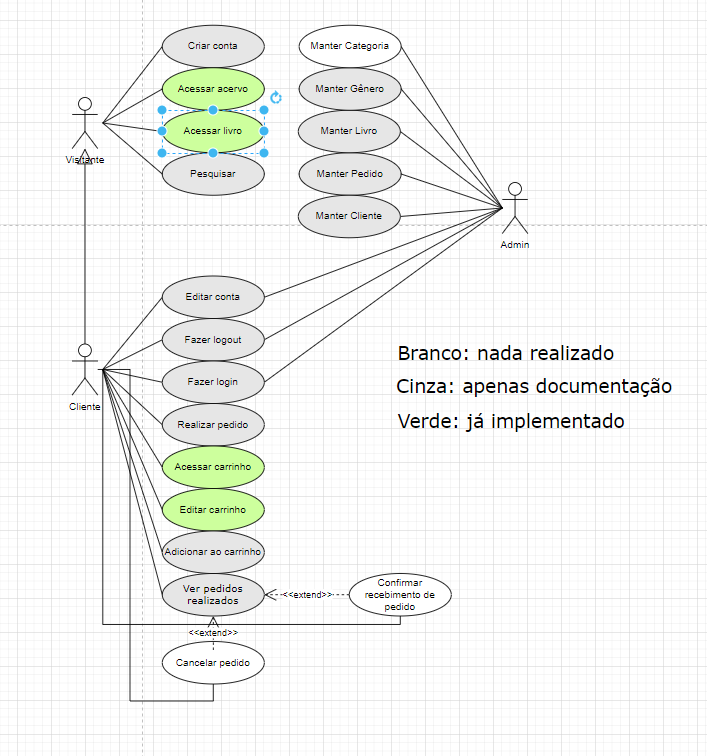 Criar conta
Manter Categoria
Acessar acervo
Manter Gênero
Acessar livro
Manter Livro
Visitante
Pesquisar
Manter Pedido
Manter Cliente
Admin
Editar conta
Fazer logout
Branco: nada realizado
Fazer login
Cinza: apenas documentação
Cliente
Realizar pedido
Verde: já implementado
Acessar carrinho
Editar carrinho
Adicionar ao carrinho
Ver pedidos
realizados
<<extend>>
Confirmar
recebimento de
pedido
<<extend>>
Cancelar pedido